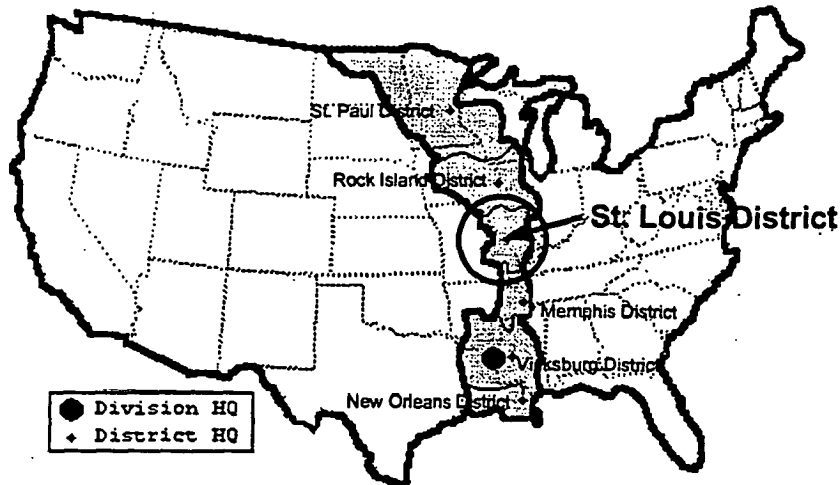 St. Paul District
Rock Island District
St. Louis District
Memphis District
Vicksburg District
New Orleans District
Division HQ
District HQ